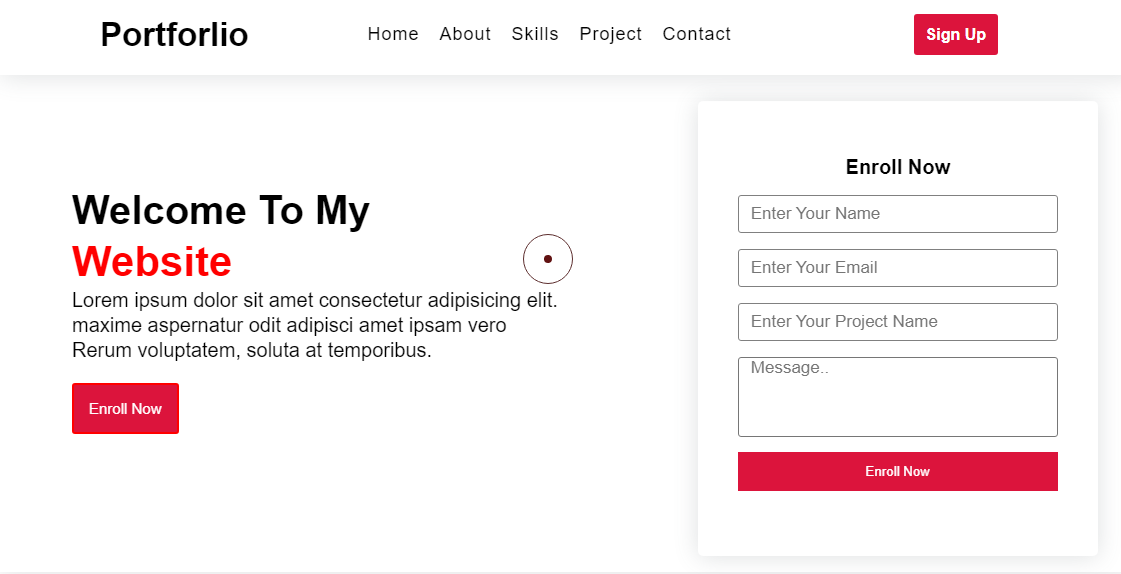 Portforlio
Home About Skills Project Contact
Sign Up
Welcome To My
Website
Lorem ipsum dolor sit amet consectetur adipisicing elit.
maxime aspernatur odit adipisci amet ipsam vero
Rerum voluptatem, soluta at temporibus.
Enroll Now
Enroll Now
Enter Your Name
Enter Your Email
Enter Your Project Name
Message..
Enroll Now